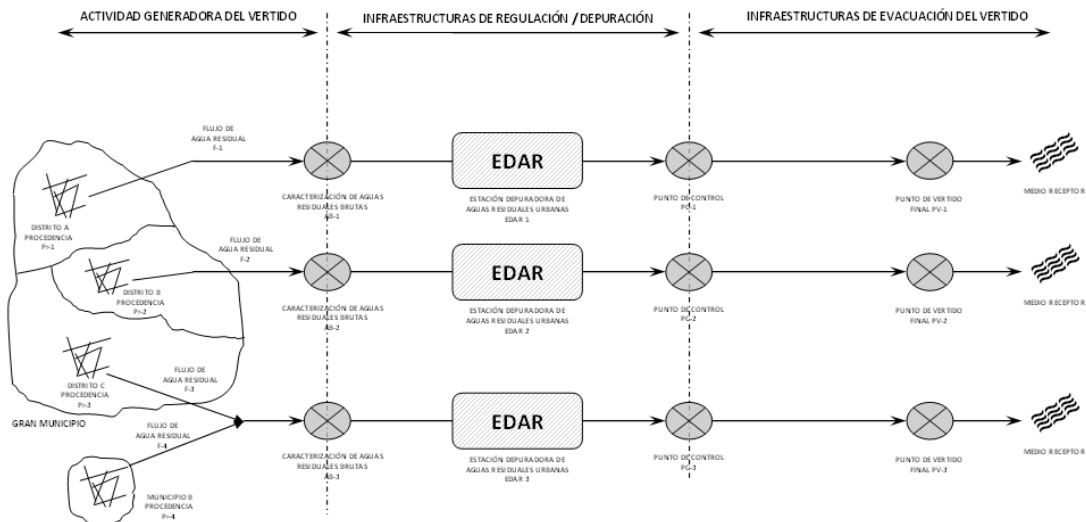 ACTIVIDAD GENERADORA DEL VERTIDO
INFRAESTRUCTURAS DE REGULACIÓN / DEPURACIÓN
INFRAESTRUCTURAS DE EVACUACIÓN DEL VERTIDO
FLUJO DE
AGUA RESIDUAL
F-1
DISTRITO A
PROCEDENCIA
Pr-1
CARACTERIZACIÓN DE AGUAS
RESIDUALES BRUTAS
AB-1
EDAR
ESTACIÓN DEPURADORA DE
AGUAS RESIDUALES URBANAS
EDAR 1
PUNTO DE CONTROL
PC-1
PUNTO DE VERTIDO
FINAL PV-1
MEDIO RECEPTOR
FLUJO DE
AGUA RESIDUAL
F-2
DISTRITO B
PROCEDENCIA
Pr-2
CARACTERIZACIÓN DE AGUAS
RESIDUALES BRUTAS
AB-2
EDAR
ESTACIÓN DEPURADORA DE
AGUAS RESIDUALES URBANAS
EDAR 2
PUNTO DE CONTROL
PC-2
PUNTO DE VERTIDO
FINAL PV-2
MEDIO RECEPTOR
FLUJO DE
AGUA RESIDUAL
F-3
DISTRITO C
PROCEDENCIA
Pr-3
GRAN MUNICIPIO
FLUJO DE
AGUA RESIDUAL
F-4
MUNICIPIO B
PROCEDENCIA
Pr-4
CARACTERIZACIÓN DE AGUAS
RESIDUALES BRUTAS
AB-3
EDAR
ESTACIÓN DEPURADORA DE
AGUAS RESIDUALES URBANAS
EDAR 3
PUNTO DE CONTROL
PC-3
PUNTO DE VERTIDO
FINAL PV-3
MEDIO RECEPTOR